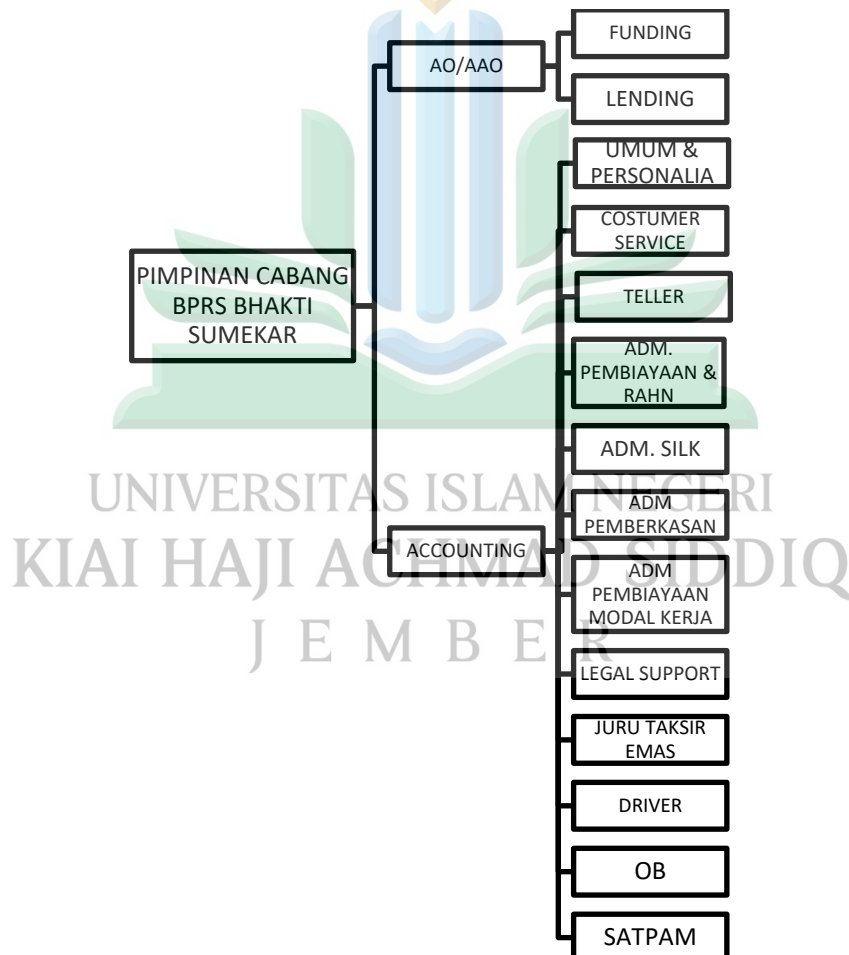 FUNDING
AO/AAO
LENDING
UMUM &
PERSONALIA
COSTUMER
SERVICE
PIMPINAN CABANG
BPRS BHAKTI
SUMEKAR
TELLER
ADM.
PEMBIAYAAN &
RAHN
ADM. SILK
UNIVERSITAS ISLAM NEGERI
ADM
PEMBERKASAN
ACCOUNTING
KIAI HAJI ACHMAD SIDDIQ
ADM
PEMBIAYAAN
MODAL KERJA
JEMBER
LEGAL SUPPORT
JURU TAKSIR
EMAS
DRIVER
OB
SATPAM